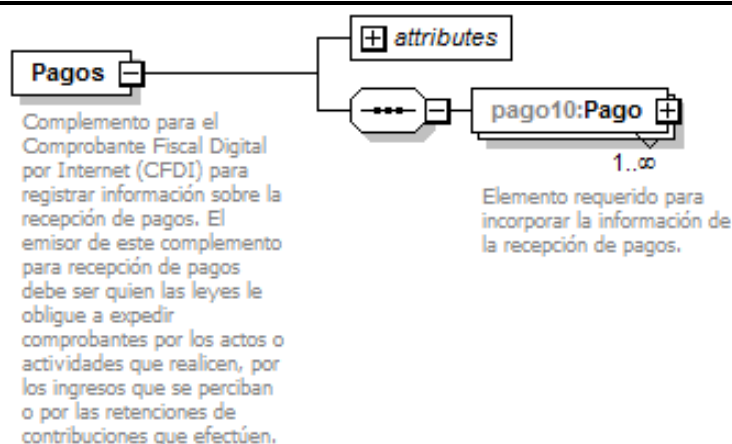 attributes
Pagos
pago10:Pago
1..∞
Complemento para el
Comprobante Fiscal Digital
por Internet (CFDI) para
registrar información sobre la
recepción de pagos. El
emisor de este complemento
para recepción de pagos
debe ser quien las leyes le
obligue a expedir
comprobantes por los actos o
actividades que realicen, por
los ingresos que se perciban
o por las retenciones de
contribuciones que efectúen.
Elemento requerido para
incorporar la información de
la recepción de pagos.